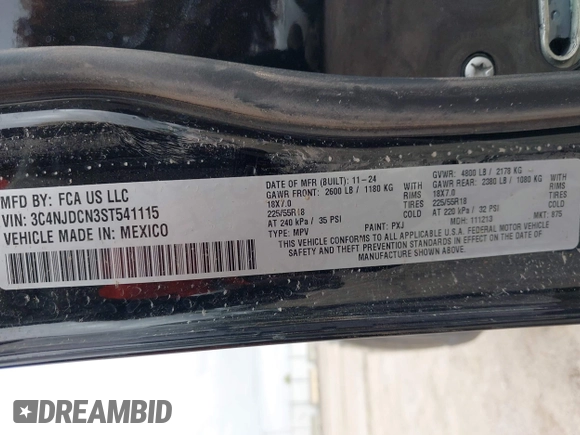 MFD BY: FCA US LLC
VIN: 3C4NJDCN3ST541115
VEHICLE MADE IN: MEXICO
DATE OF MFR (BUILT): 11-24
GAWR FRONT: 2600 LB / 1180 KG
18X7.0 RIMS
225/55R18 TIRES
AT 240 kPa / 35 PSI COLD
TYPE: MPV PAINT: PXJ
GVWR: 4800 LB / 2178 KG
GAWR REAR: 2380 LB / 1080 KG
18X7.0 RIMS
225/55R18 TIRES
AT 220 kPa / 32 PSI COLD
MDH: 111213 MKT: 875
THIS VEHICLE CONFORMS TO ALL APPLICABLE U.S.A. FEDERAL MOTOR VEHICLE
SAFETY, BUMPER, AND THEFT PREVENTION STANDARDS IN EFFECT ON THE DATE OF
MANUFACTURE SHOWN ABOVE.
DREAMBID